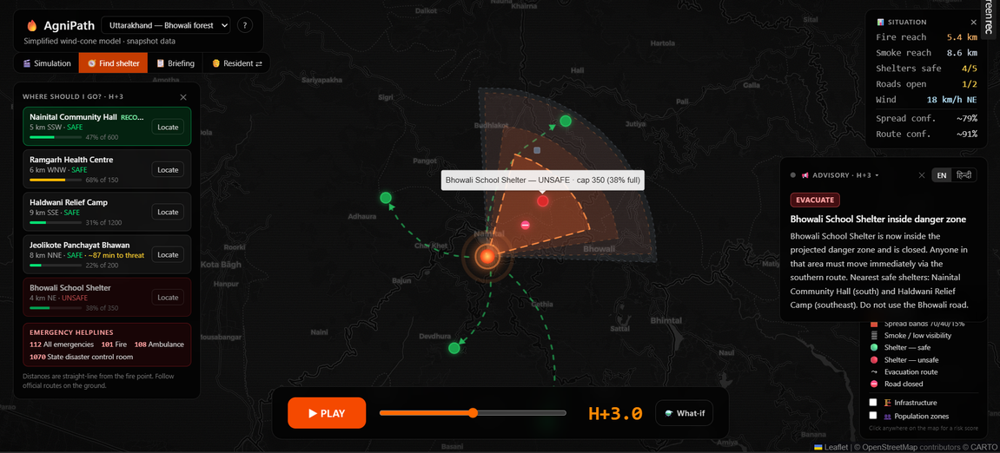 AgniPath
Uttarakhand — Bhowali forest
?
Simplified wind-cone model · snapshot data
Simulation
Find shelter
Briefing
Resident ⇄
WHERE SHOULD I GO? · H+3
Nainital Community Hall RECO...
5 km SSW · SAFE
47% of 600
Locate
Ramgarh Health Centre
6 km WNW · SAFE
68% of 150
Locate
Haldwani Relief Camp
9 km SSE · SAFE
31% of 1200
Locate
Jeolikote Panchayat Bhawan
8 km NNE · SAFE · ~87 min to threat
22% of 200
Locate
Bhowali School Shelter
4 km NE · UNSAFE
38% of 350
Locate
EMERGENCY HELPLINES
112 All emergencies 101 Fire 108 Ambulance
1070 State disaster control room
Distances are straight-line from the fire point. Follow
official routes on the ground.
Dalkot
Khairna
Sital
Hartola
Hali
Sariyapakha
Sigri
Galla
Pali
Budhlakot
Jutiya
Pangot
Bhowali School Shelter — UNSAFE · cap 350 (38% full)
Adhaura
Roorki
Kota Bāgh
Hanpur
Bhowali
Bajun
Gethia
Bhimtal
Sattal
Naini
Devdhura
Mousabangar
Naul
Banana
Basani
Amiya
PLAY
H+3.0
What-if
SITUATION
Fire reach 5.4 km
Smoke reach 8.6 km
Shelters safe 4/5
Roads open 1/2
Wind 18 km/h NE
Spread conf. ~79%
Route conf. ~91%
reen rec
ADVISORY · H+3
EN
हिन्दी
EVACUATE
Bhowali School Shelter inside danger zone
Bhowali School Shelter is now inside the
projected danger zone and is closed. Anyone in
that area must move immediately via the
southern route. Nearest safe shelters: Nainital
Community Hall (south) and Haldwani Relief
Camp (southeast). Do not use the Bhowali road.
Spread bands 70/40/15%
Smoke / low visibility
Shelter — safe
Shelter — unsafe
Evacuation route
Road closed
Infrastructure
Population zones
Click anywhere on the map for a risk score
Leaflet | © OpenStreetMap contributors © CARTO